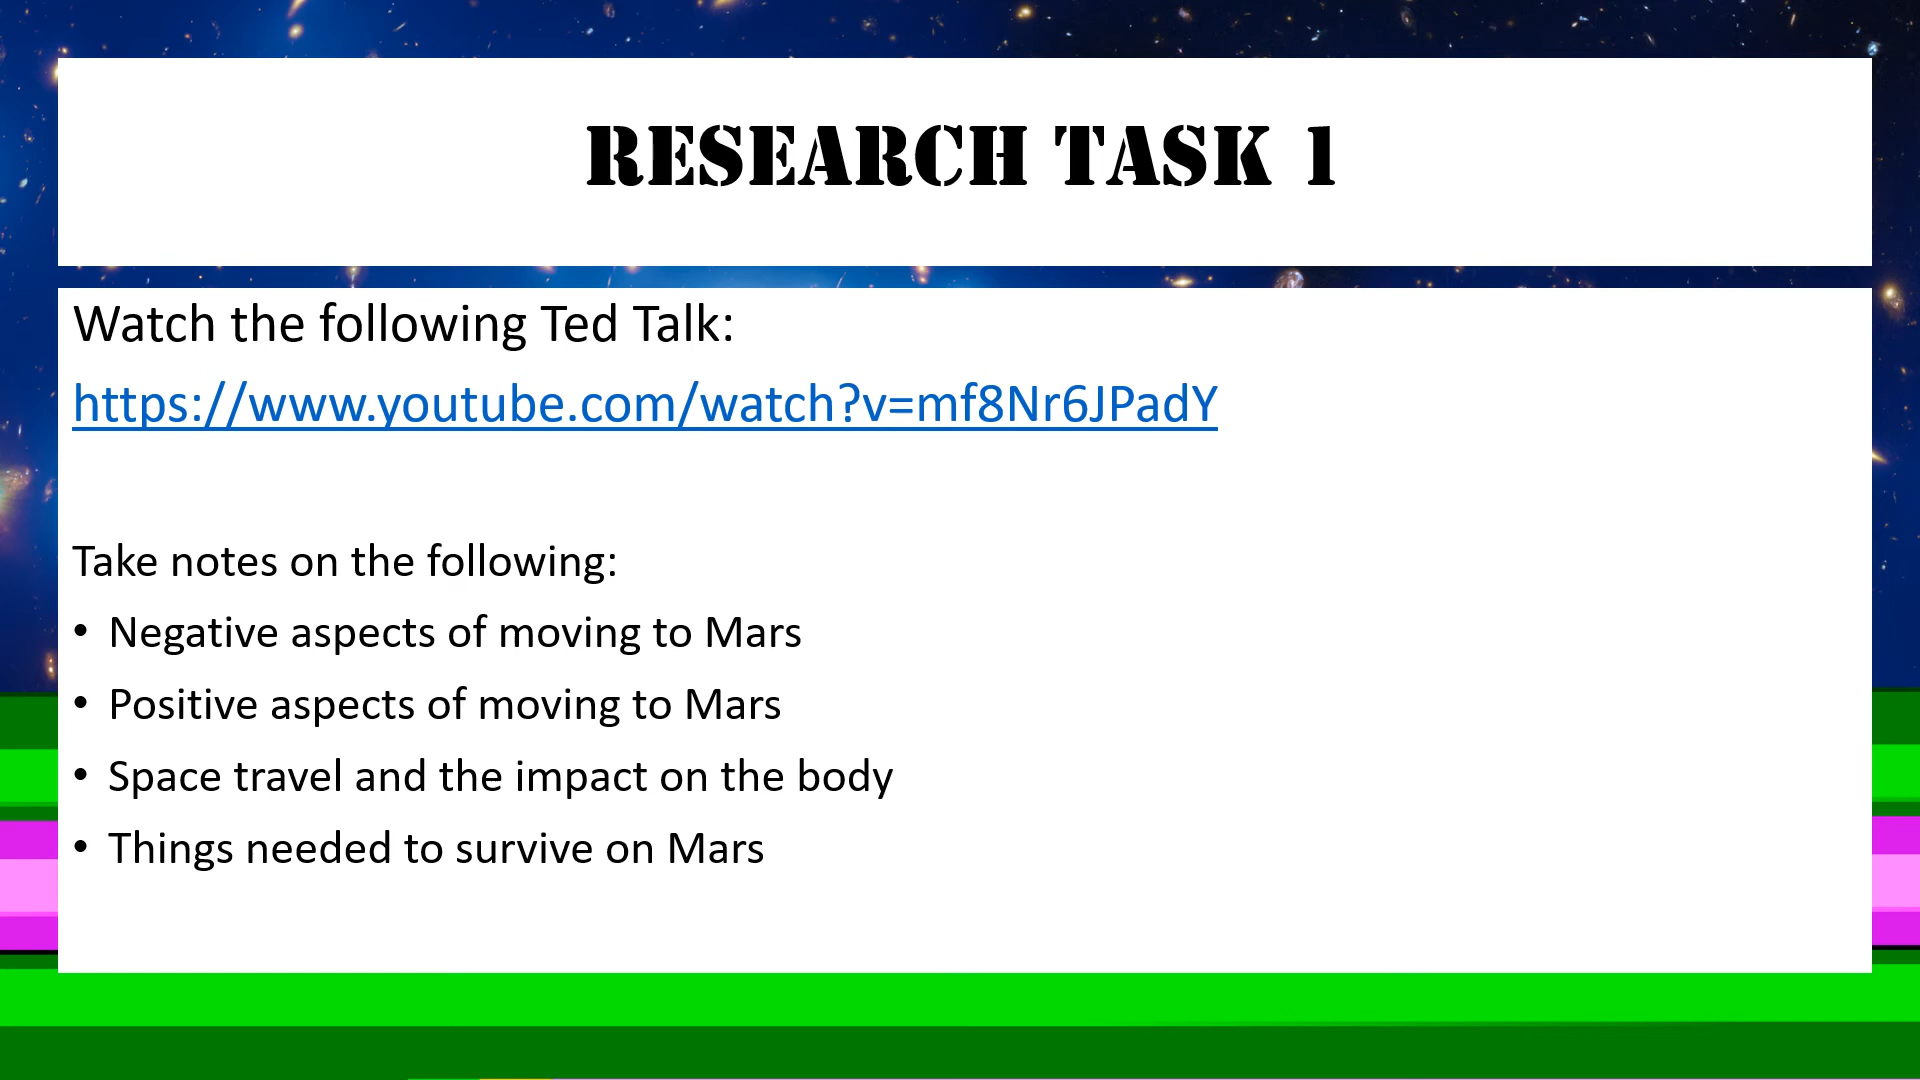 RESEARCH TASK 1
Watch the following Ted Talk:
https://www.youtube.com/watch?v=mf8Nr6JPadY
Take notes on the following:
• Negative aspects of moving to Mars
• Positive aspects of moving to Mars
• Space travel and the impact on the body
• Things needed to survive on Mars